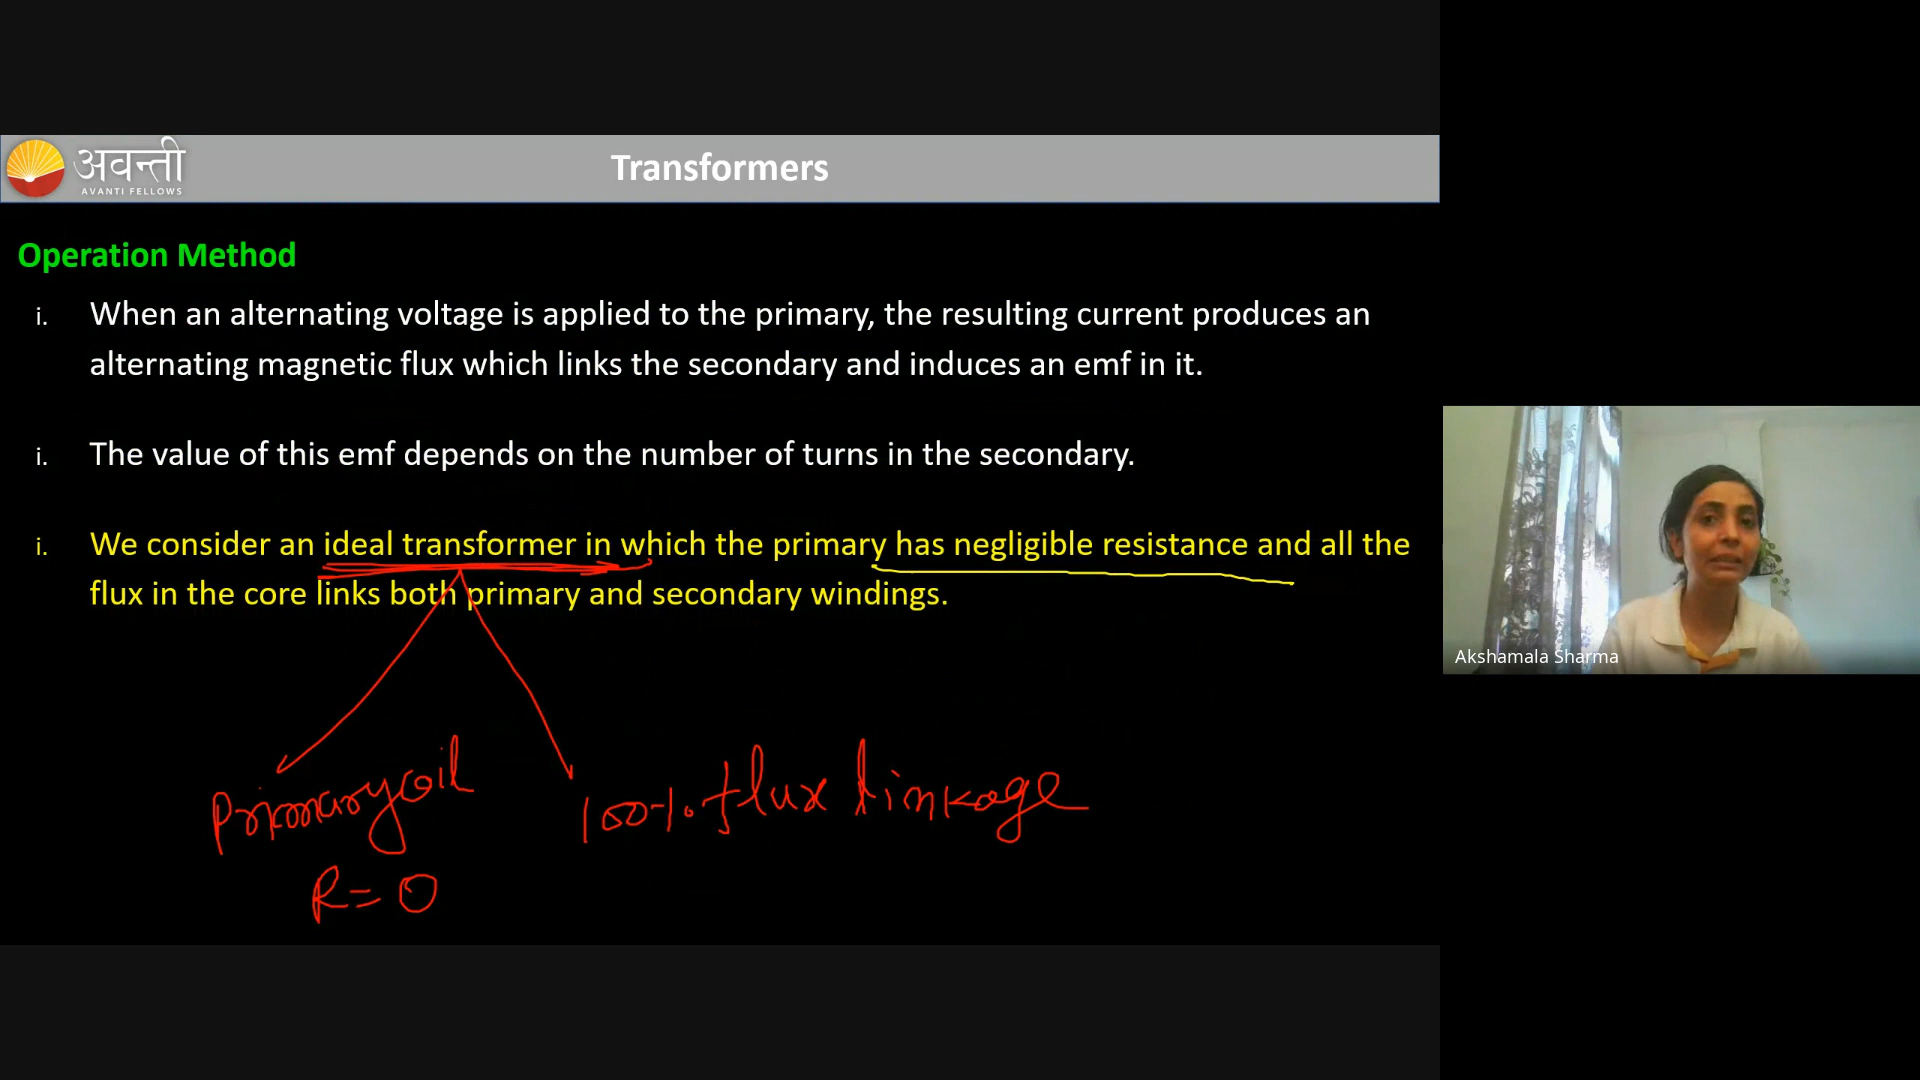 अवन्ती
AVANTI FELLOWS
Transformers
Operation Method
i. When an alternating voltage is applied to the primary, the resulting current produces an
alternating magnetic flux which links the secondary and induces an emf in it.
i. The value of this emf depends on the number of turns in the secondary.
i. We consider an ideal transformer in which the primary has negligible resistance and all the
flux in the core links both primary and secondary windings.
Primary coil
R = 0
100% flux linkage
Akshamala Sharma